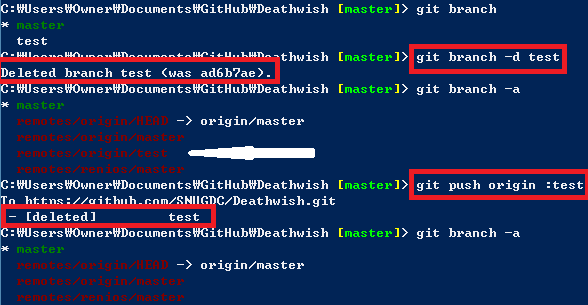 C:₩Users₩Owner₩Documents₩GitHub₩Deathwish [master]> git branch
* master
test
C:₩Users₩Owner₩Documents₩GitHub₩Deathwish [master]> git branch -d test
Deleted branch test (was ad6b7ae).
C:₩Users₩Owner₩Documents₩GitHub₩Deathwish [master]> git branch -a
* master
remotes/origin/HEAD -> origin/master
remotes/origin/master
remotes/origin/test
remotes/renies/master
C:₩Users₩Owner₩Documents₩GitHub₩Deathwish [master]> git push origin :test
To https://github.com/SNUGDC/Deathwish.git
- [deleted] test
C:₩Users₩Owner₩Documents₩GitHub₩Deathwish [master]> git branch -a
* master
remotes/origin/HEAD -> origin/master
remotes/origin/master
remotes/renies/master